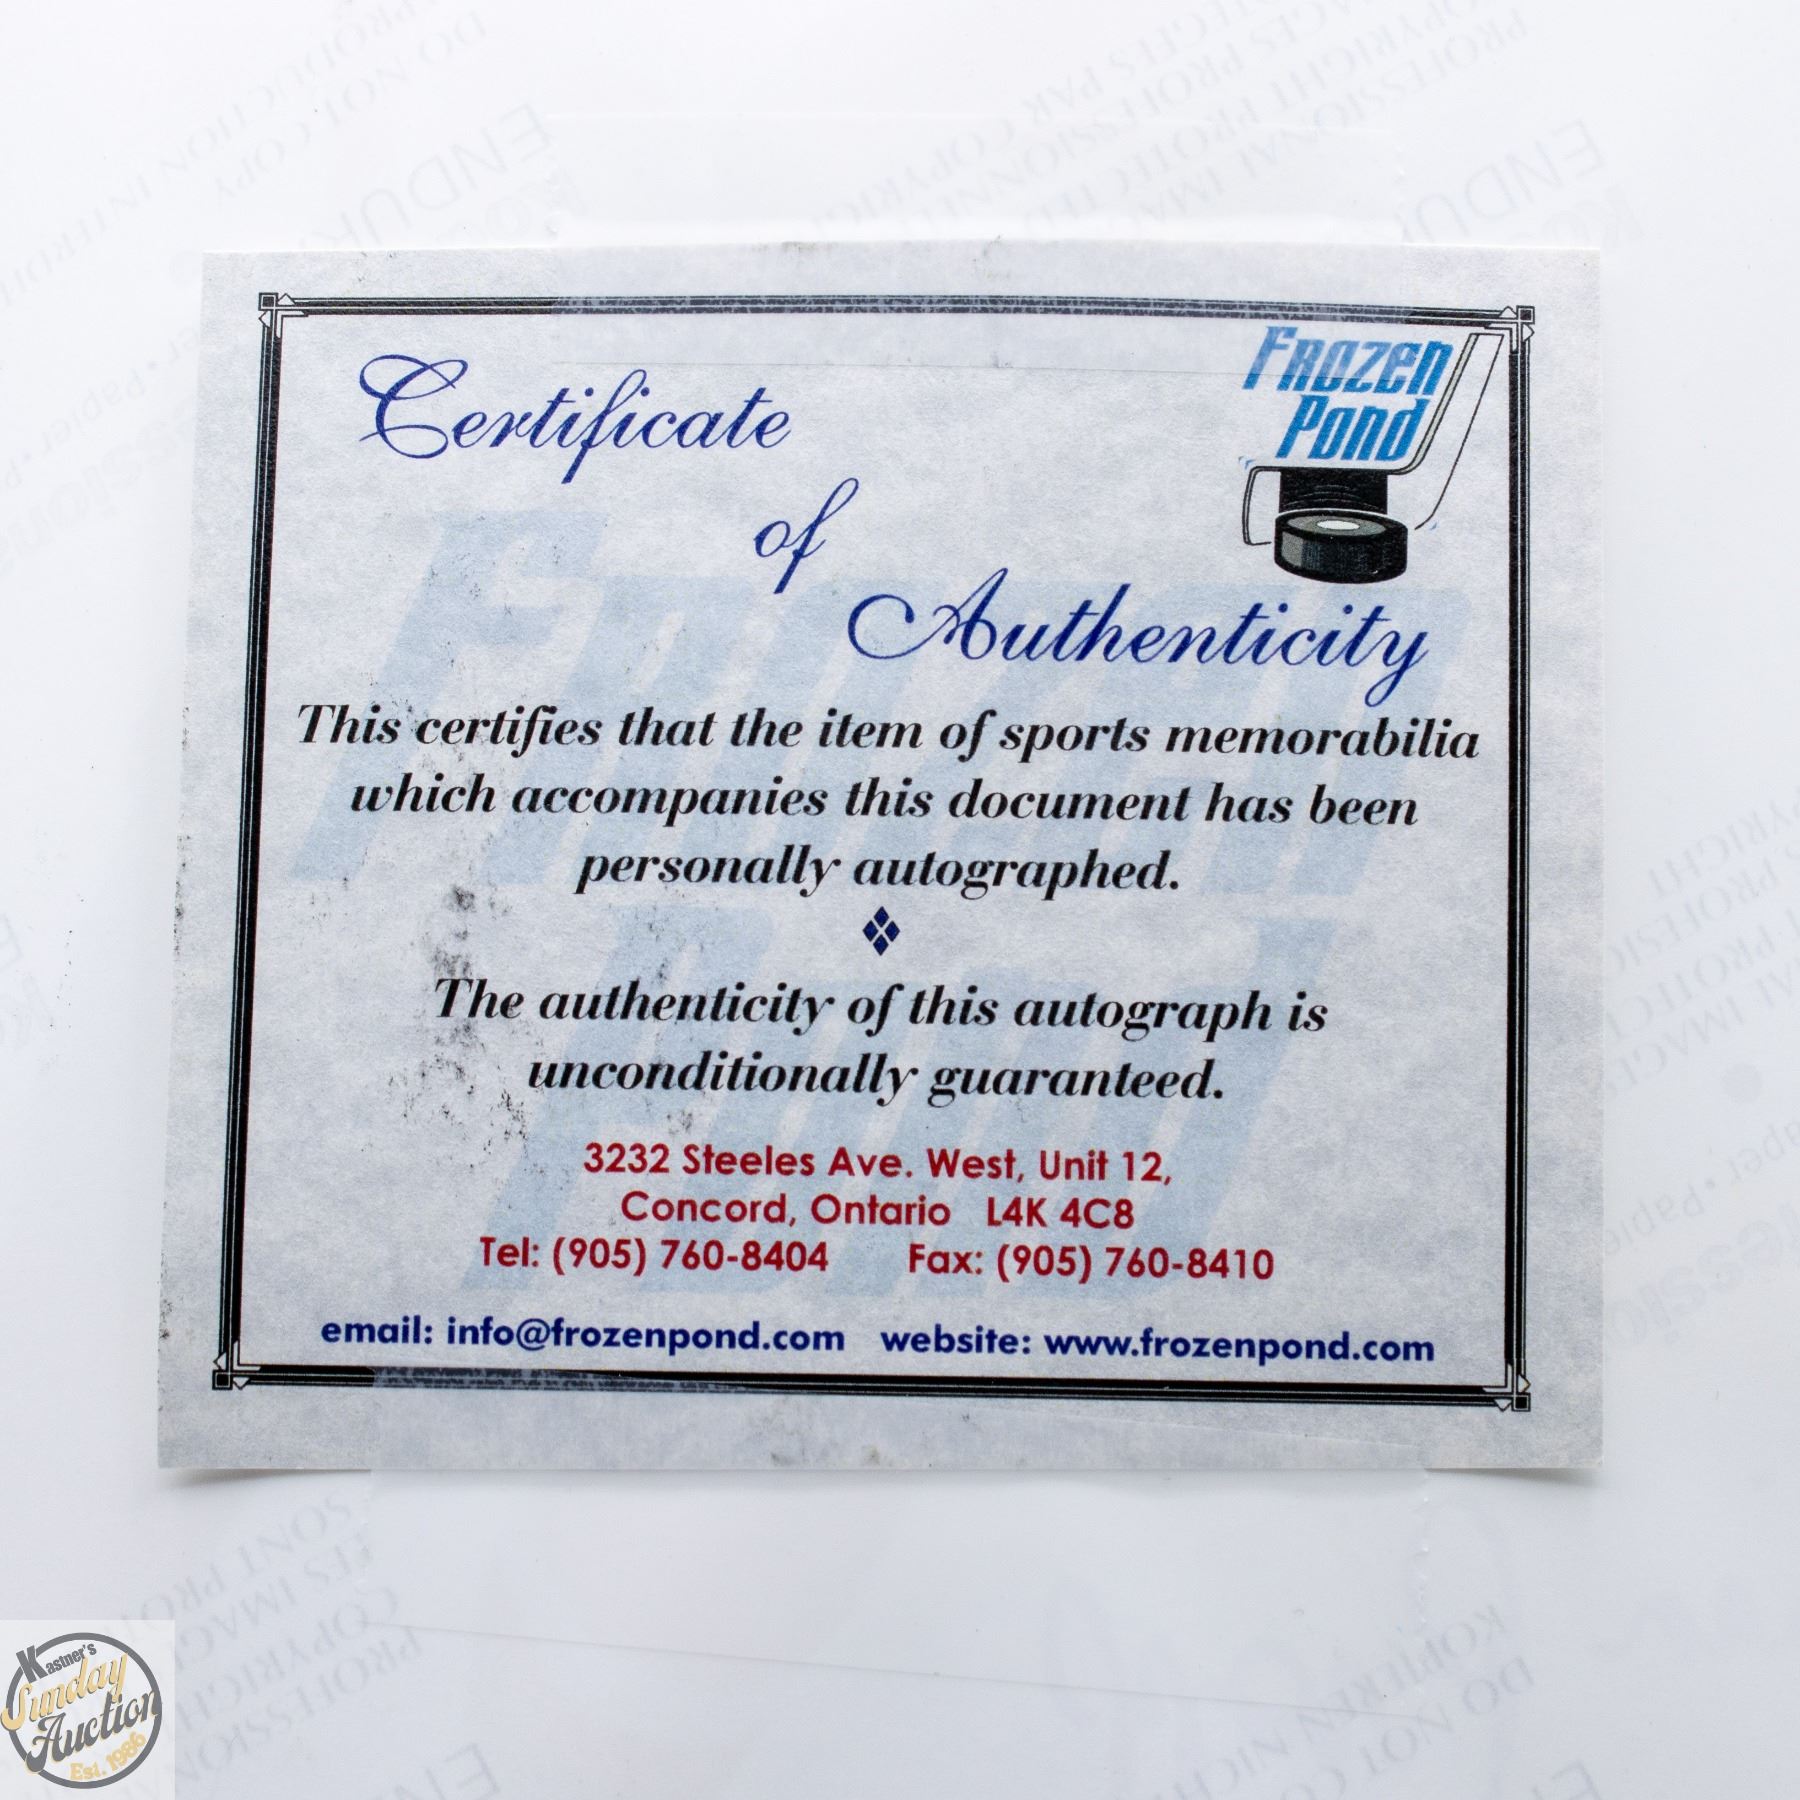 Frozen
Pond
Certificate
of
Authenticity
This certifies that the item of sports memorabilia
which accompanies this document has been
personally autographed.
The authenticity of this autograph is
unconditionally guaranteed.
3232 Steeles Ave. West, Unit 12,
Concord, Ontario L4K 4C8
Tel: (905) 760-8404 Fax: (905) 760-8410
email: info@frozenpond.com website: www.frozenpond.com
Kastner's
Sunday
Auction
Est. 1986